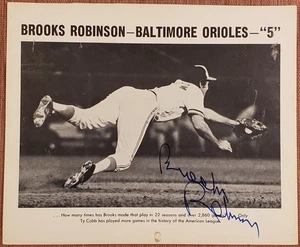 BROOKS ROBINSON—BALTIMORE ORIOLES—"5"
Brooks
Robinson
. . . How many times has Brooks made that play in 22 seasons and over 2,860 games? Only
Ty Cobb has played more games in the history of the American League.